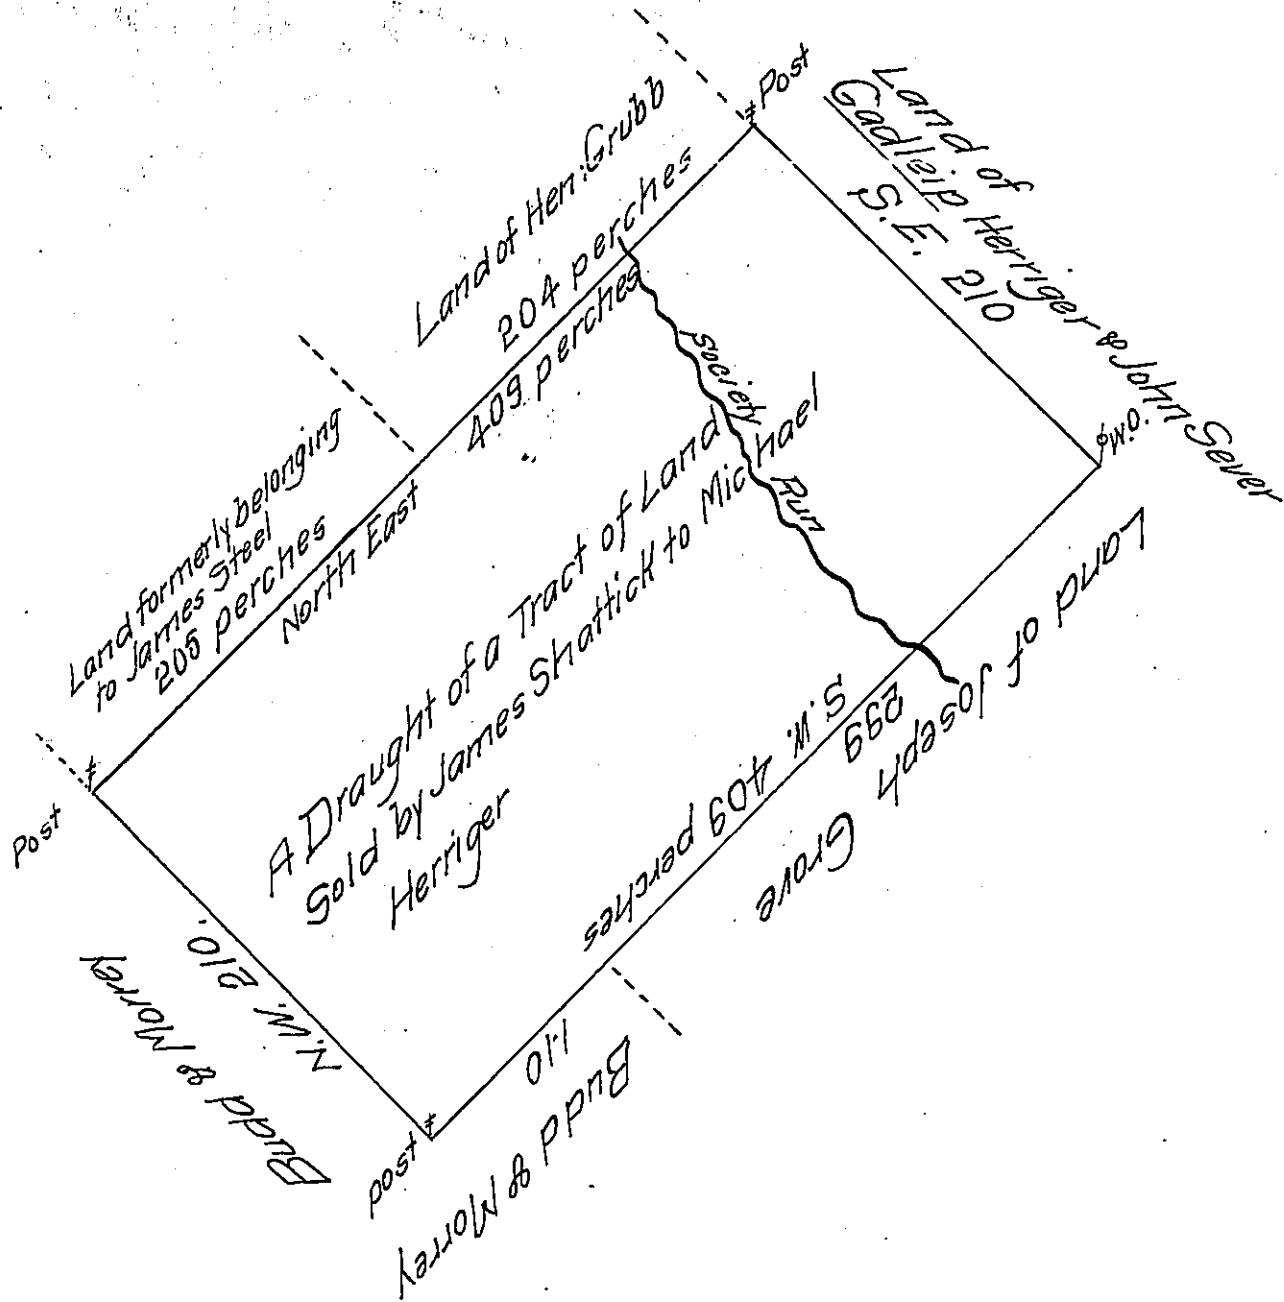 A Draught of a Tract of Land
Sold by James Shattick to Michael
Herriger
Society Run
Land formerly belonging
to James Steel
205 perches
North East
409 perches
Land of Hen: Grubb
204 perches
Post
Land of
Gadleip Herriger & John Sever
S.E. 210
W.O.
Land of Joseph Grove
299
S.W. 409 perches
110
Budd & Morrey
post
N.W. 210.
Budd & Morrey
Post